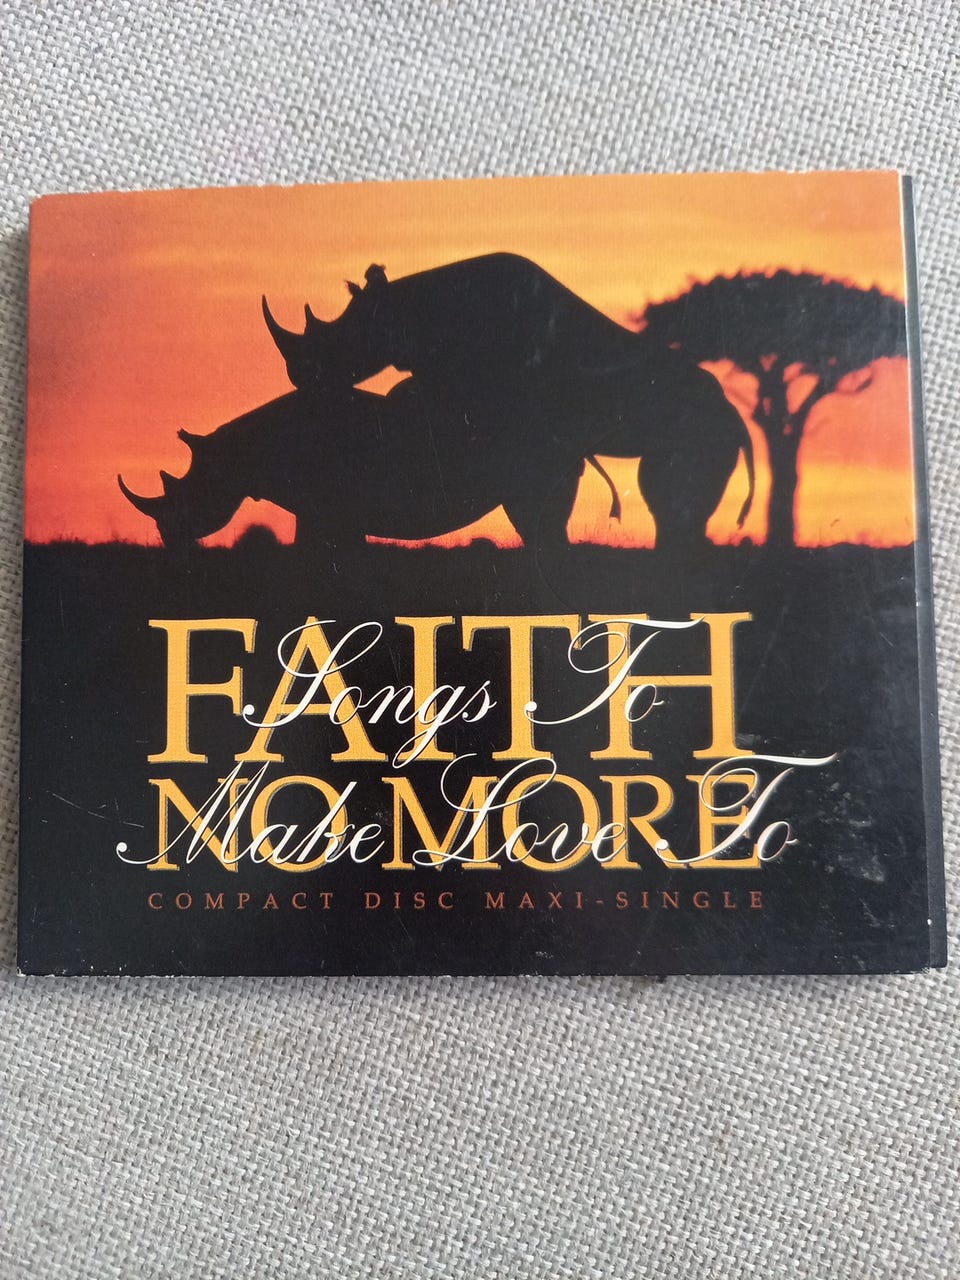 FAITH
Songs To
NO MORE
Make Love To
COMPACT DISC MAXI-SINGLE